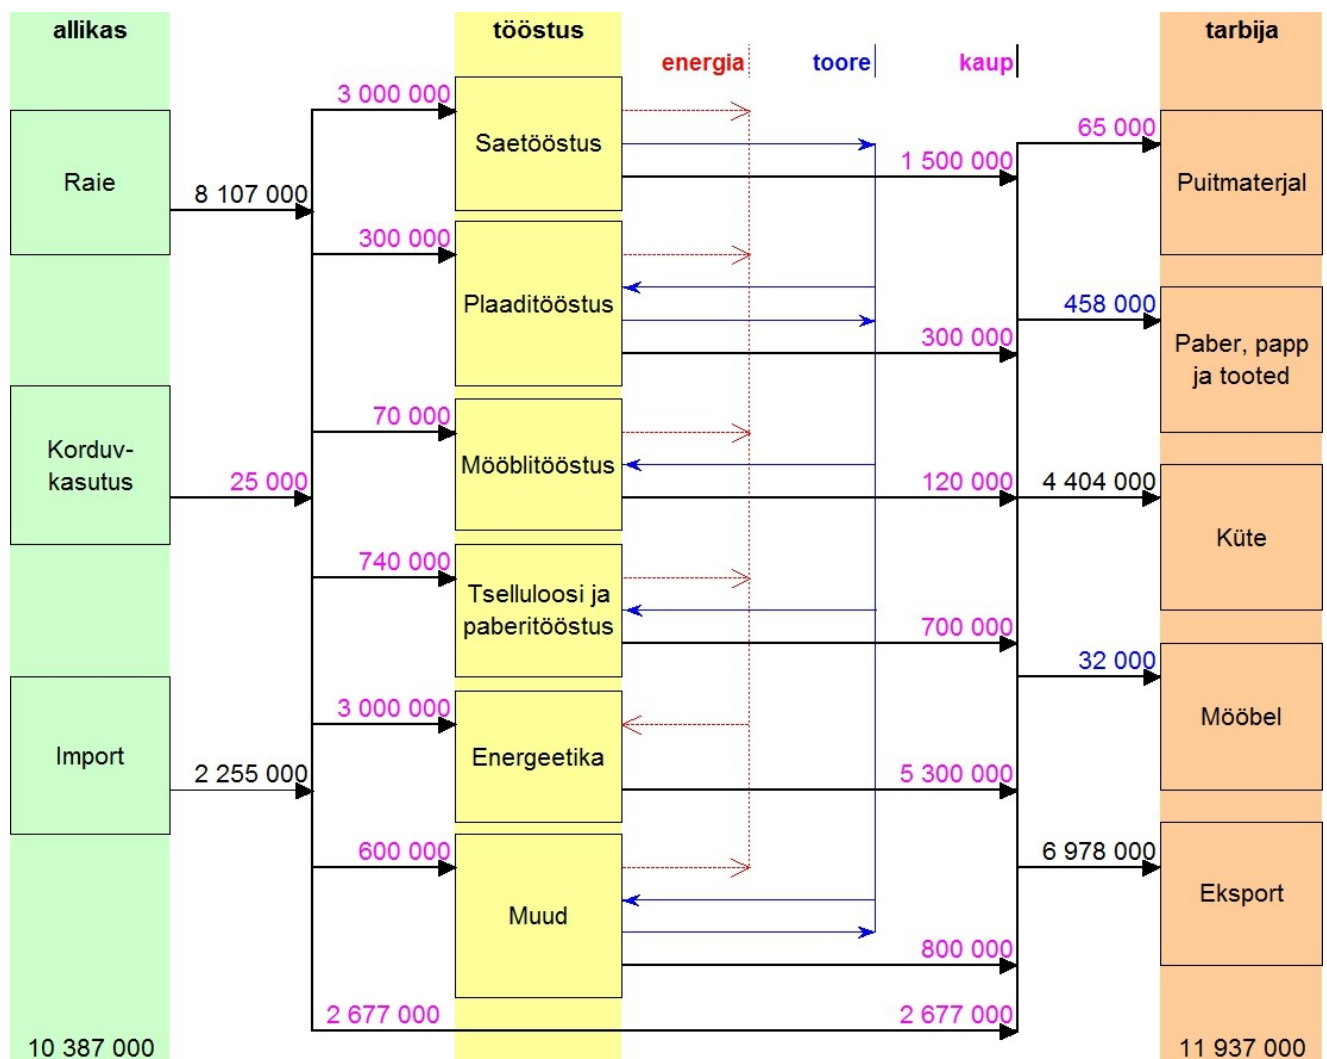 allikas
tööstus
tarbija
energia
toore
kaup
Raie
8 107 000
Korduv-
kasutus
25 000
Import
2 255 000
10 387 000
3 000 000
Saetööstus
1 500 000
300 000
Plaaditööstus
300 000
70 000
Mööblitööstus
120 000
740 000
Tselluloosi ja
paberitööstus
700 000
3 000 000
Energeetika
5 300 000
600 000
Muud
800 000
2 677 000
2 677 000
65 000
Puitmaterjal
458 000
Paber, papp
ja tooted
4 404 000
Küte
32 000
Mööbel
6 978 000
Eksport
11 937 000